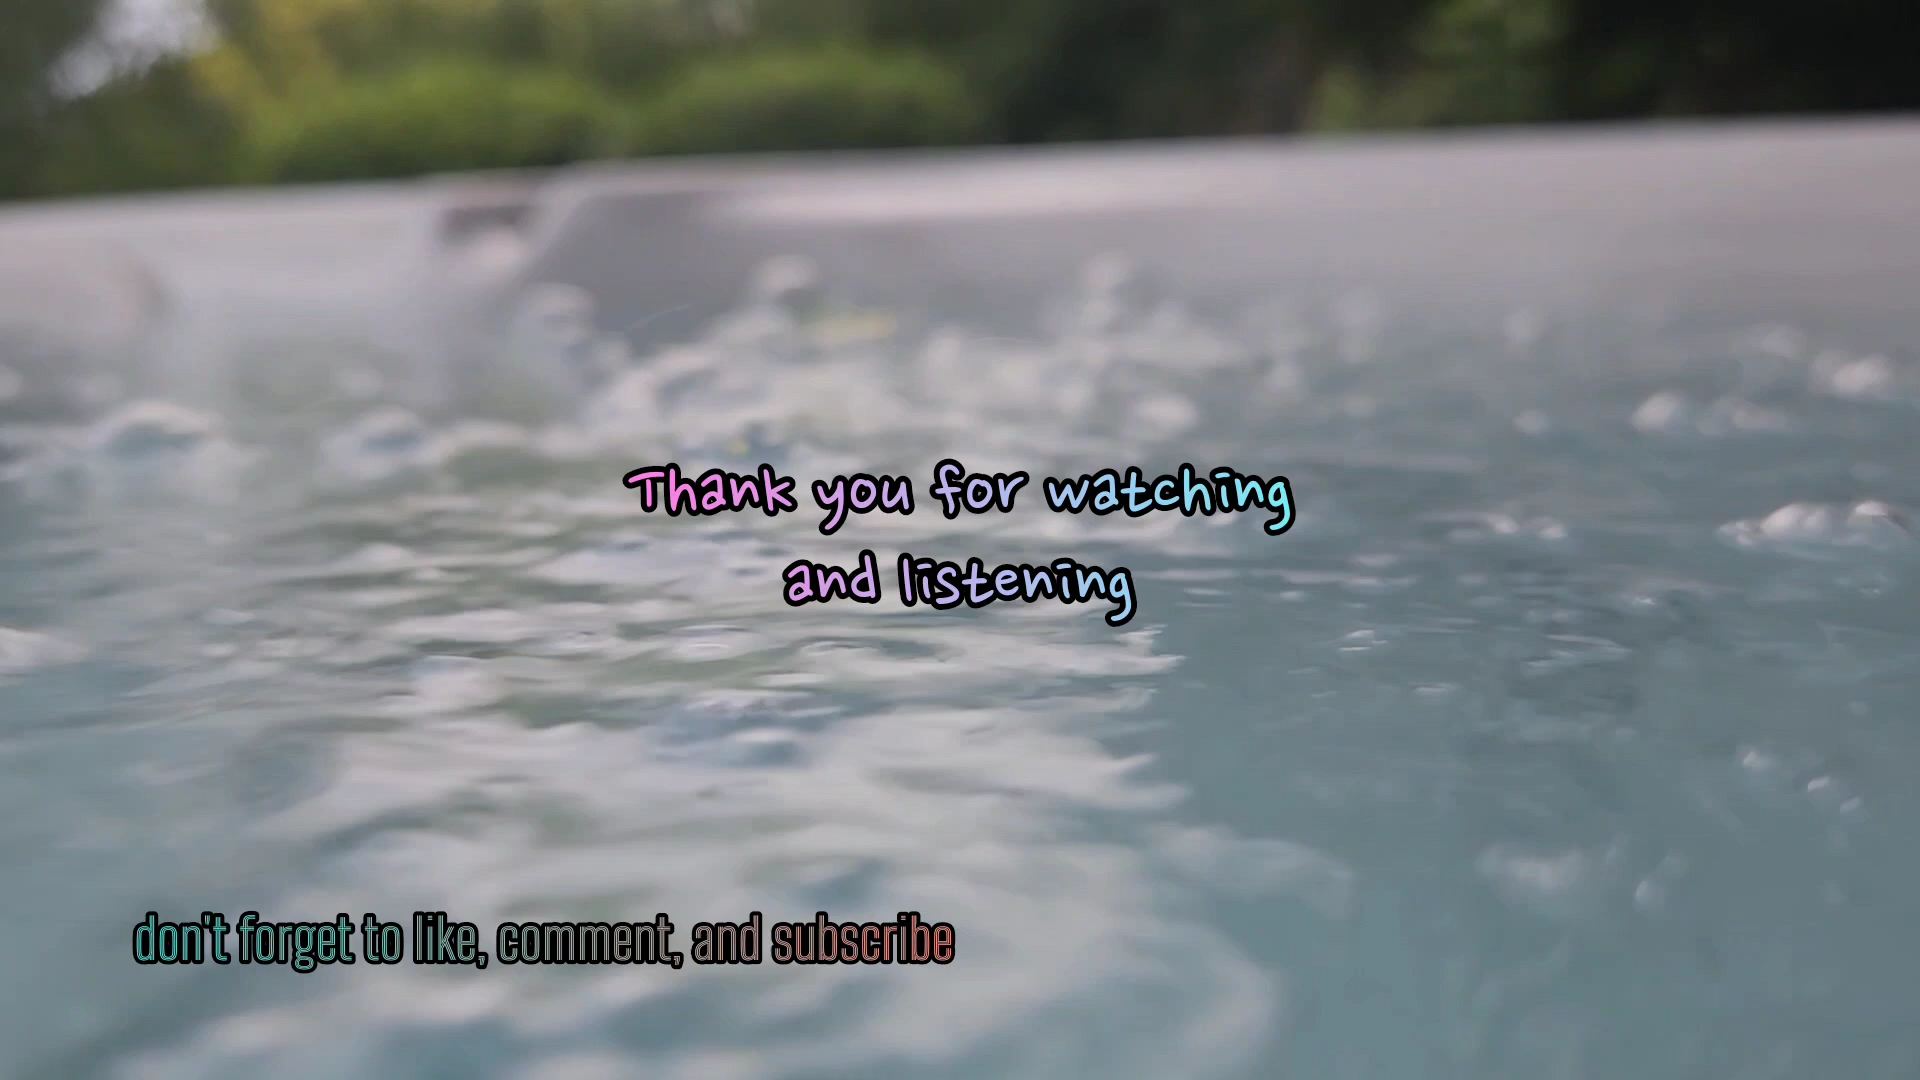 Thank you for watching
and listening
don't forget to like, comment, and subscribe